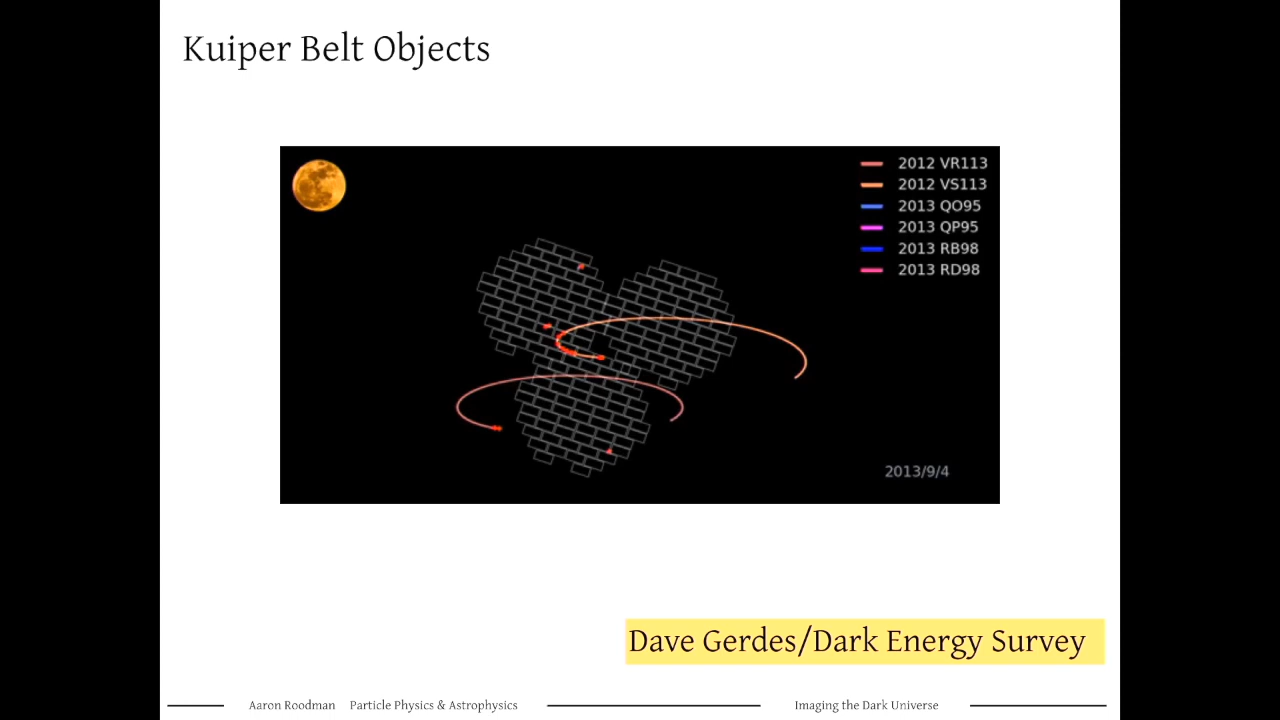 Kuiper Belt Objects
2012 VR113
2012 VS113
2013 QO95
2013 QP95
2013 RB98
2013 RD98
2013/9/4
Dave Gerdes/Dark Energy Survey
Aaron Roodman Particle Physics & Astrophysics Imaging the Dark Universe